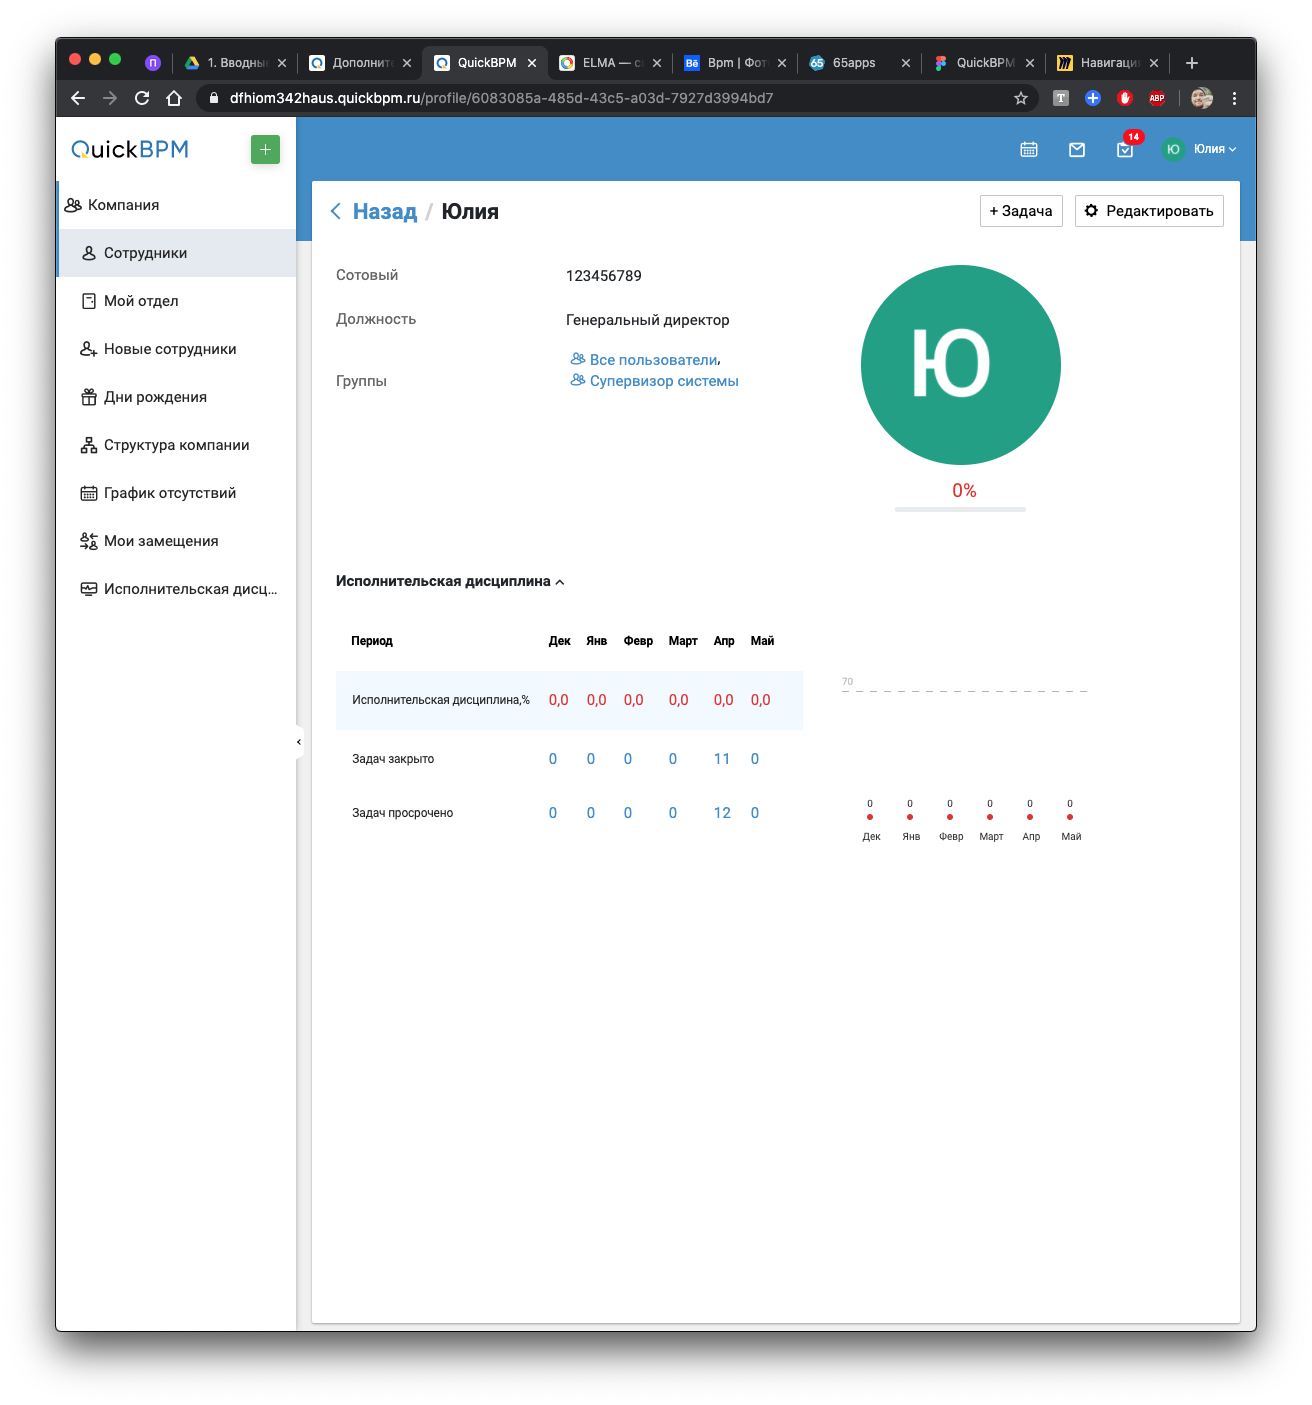 П
1. Вводны
Дополните
QuickBPM
ELMA — с
Bē
Bpm | Фот
65
65apps
QuickBPM
Навигаци
dfhiom342haus.quickbpm.ru/profile/6083085a-485d-43c5-a03d-7927d3994bd7
T
ABP
QuickBPM
+
14
Ю
Юлия
Компания
Сотрудники
Мой отдел
Новые сотрудники
Дни рождения
Структура компании
График отсутствий
Мои замещения
Исполнительская дисц...
Назад / Юлия
+ Задача
Редактировать
Сотовый 123456789
Должность Генеральный директор
Группы Все пользователи,
Супервизор системы
Ю
0%
Исполнительская дисциплина
Период Дек Янв Февр Март Апр Май
Исполнительская дисциплина,% 0,0 0,0 0,0 0,0 0,0 0,0
Задач закрыто 0 0 0 0 11 0
Задач просрочено 0 0 0 0 12 0
70
0 0 0 0 0 0
Дек Янв Февр Март Апр Май